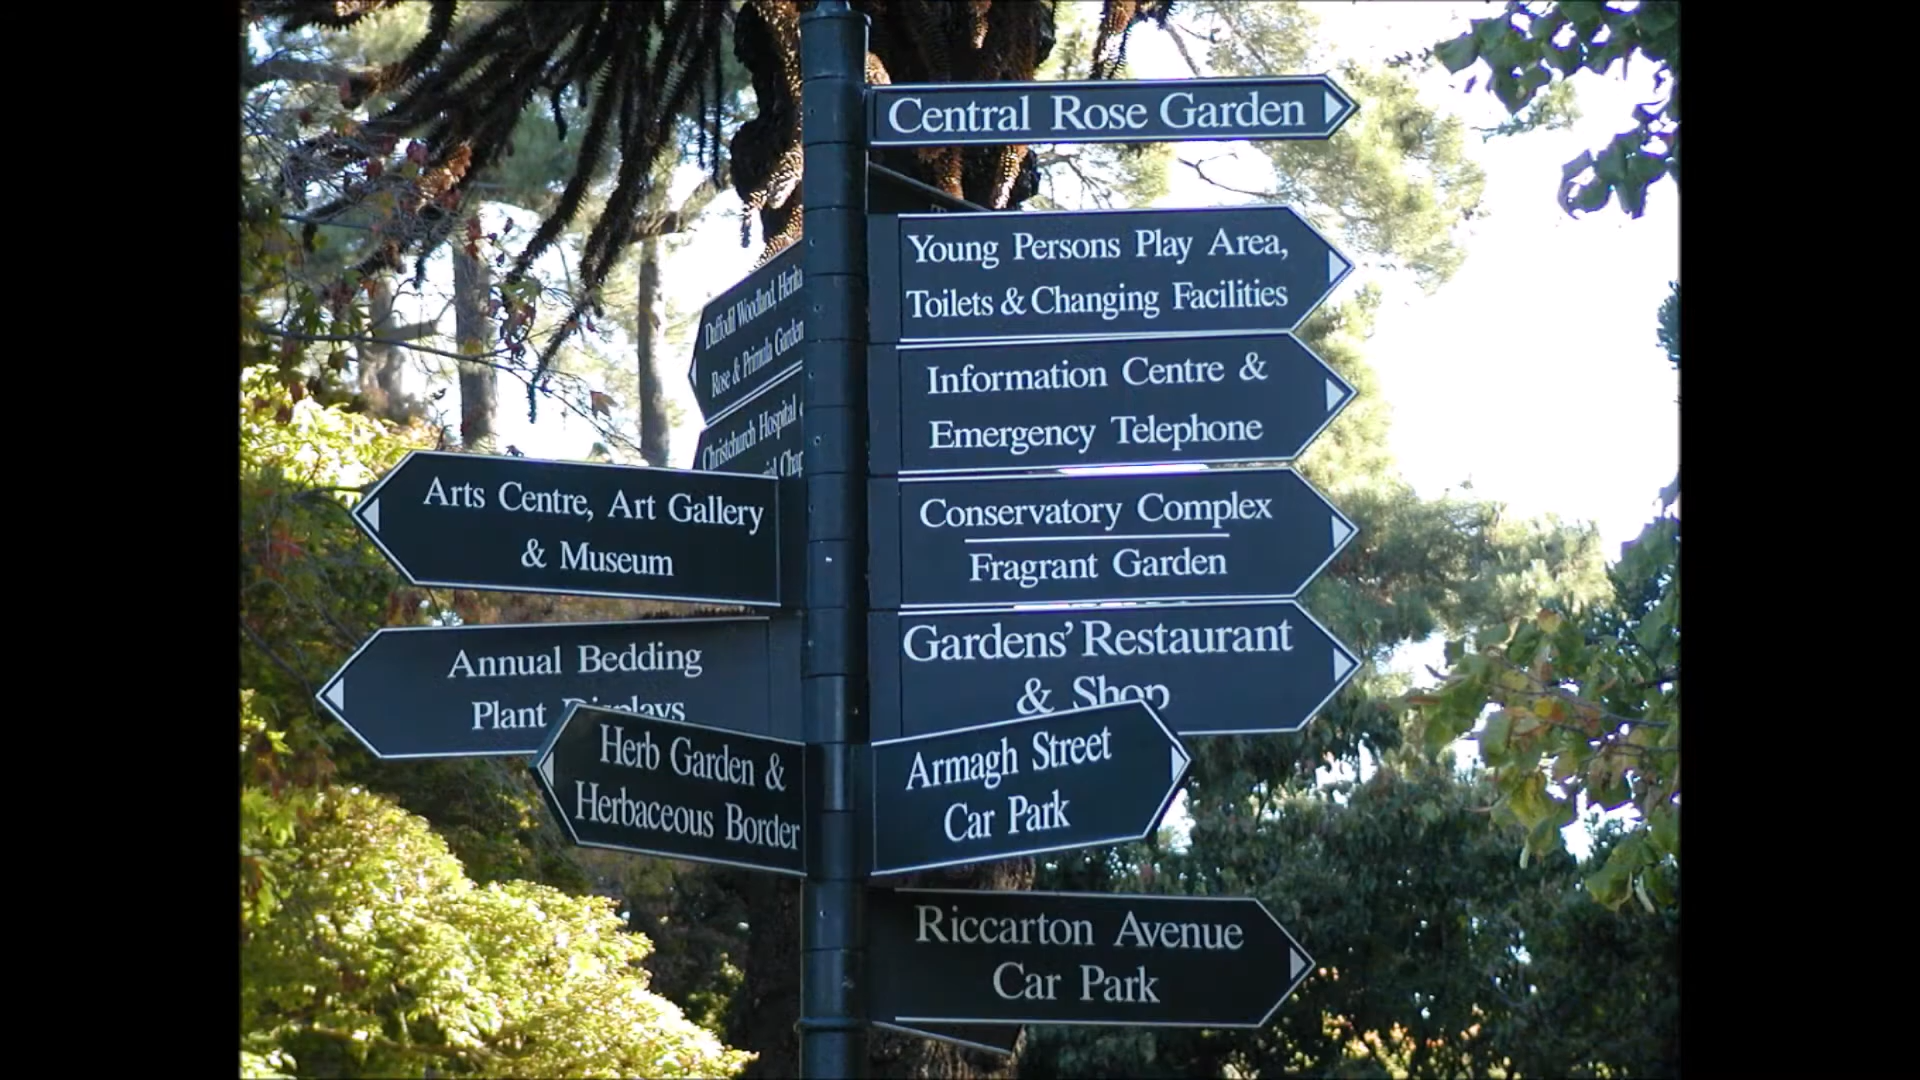 Central Rose Garden
Young Persons Play Area,
Toilets & Changing Facilities
Daffodil Woodland,
Rose & Primula Garden
Information Centre &
Emergency Telephone
Christchurch Hospital
Arts Centre, Art Gallery
& Museum
Conservatory Complex
Fragrant Garden
Annual Bedding
Plant Displays
Gardens' Restaurant
& Shop
Herb Garden &
Herbaceous Border
Armagh Street
Car Park
Riccarton Avenue
Car Park